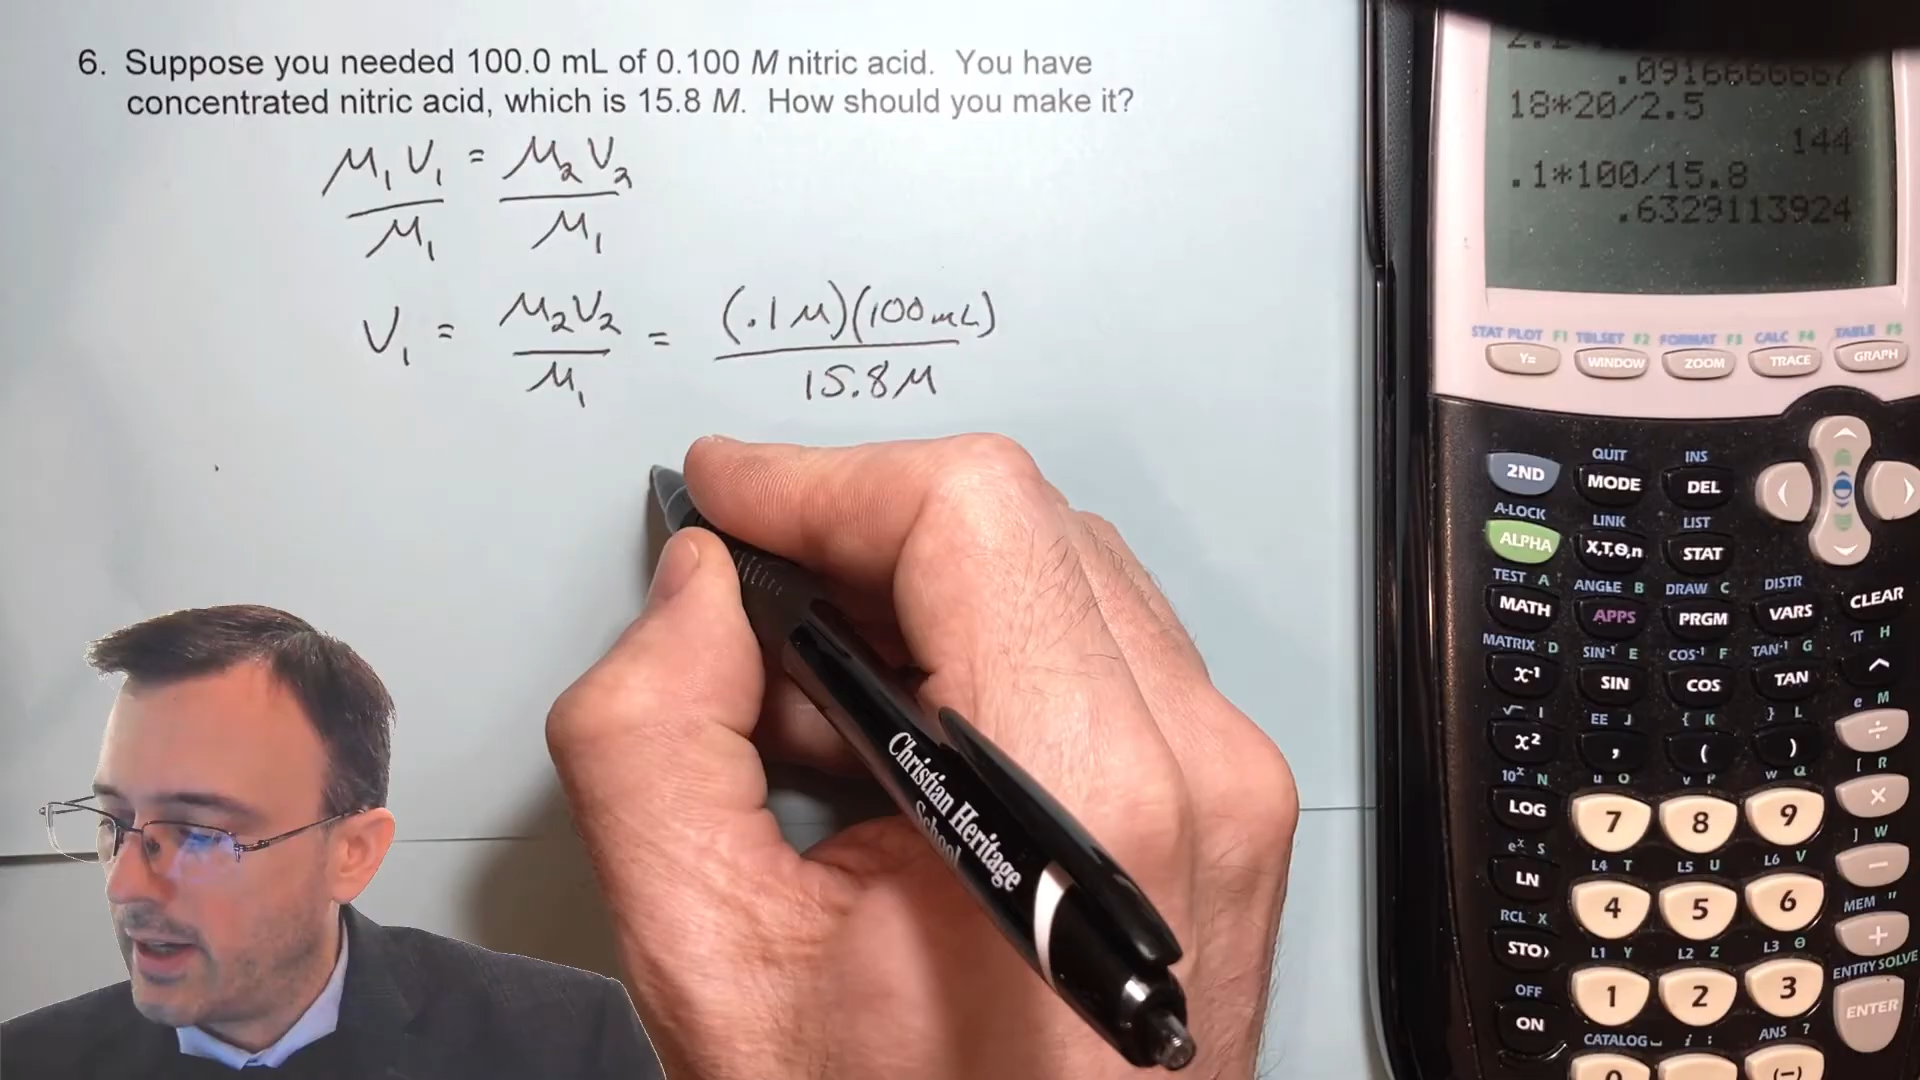 6. Suppose you needed 100.0 mL of 0.100 M nitric acid. You have
concentrated nitric acid, which is 15.8 M. How should you make it?
M₁V₁ = M₂V₂
M₁ M₁
V₁ = M₂V₂ = (.1M)(100mL)
M₁ 15.8M
Christian Heritage
School
.0916666667
18*20/2.5
144
.1*100/15.8
.6329113924
STAT PLOT F1 TBLSET F2 FORMAT F3 CALC F4 TABLE F5
Y= WINDOW ZOOM TRACE GRAPH
QUIT INS
2ND MODE DEL
A-LOCK LINK LIST
ALPHA X,T,Θ,n STAT
TEST A ANGLE B DRAW C DISTR
MATH APPS PRGM VARS CLEAR
MATRIX D SIN⁻¹ E COS⁻¹ F TAN⁻¹ G π H
x⁻¹ SIN COS TAN ^
√ I EE J { K } L e M
x² , ( ) ÷
10ˣ N u O v P w Q [ R
LOG 7 8 9 ×
eˣ S L4 T L5 U L6 V ] W
LN 4 5 6 −
RCL X L1 Y L2 Z L3 Θ MEM "
STO› 1 2 3 +
OFF CATALOG i : ANS ? ENTRY SOLVE
ON 0 (−) ENTER